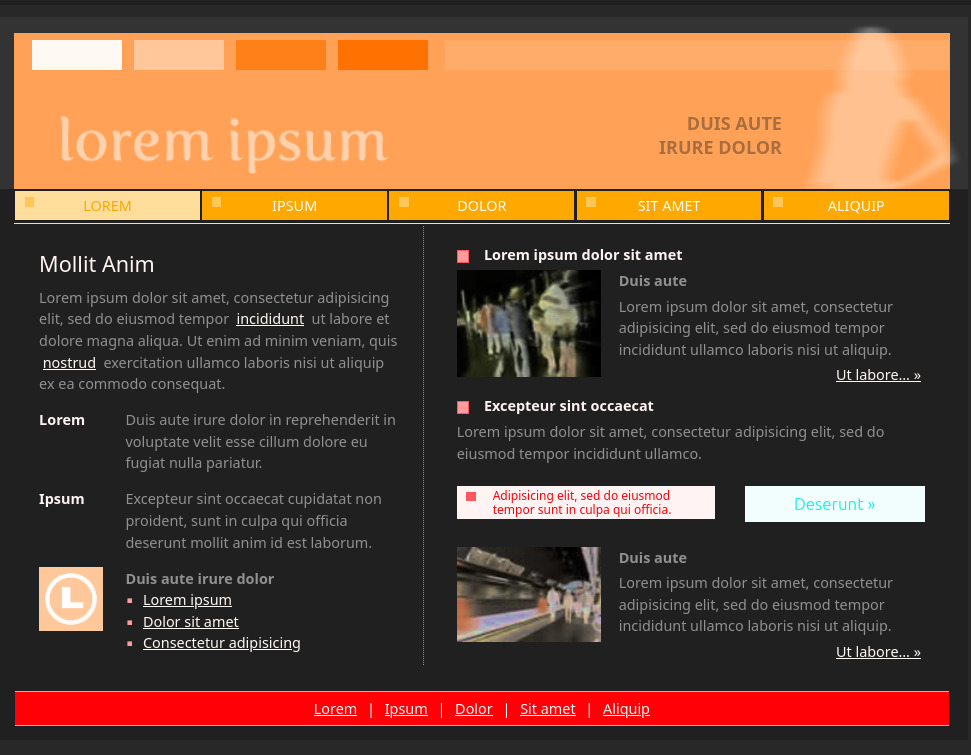 lorem ipsum
DUIS AUTE
IRURE DOLOR
LOREM
IPSUM
DOLOR
SIT AMET
ALIQUIP
Mollit Anim
Lorem ipsum dolor sit amet, consectetur adipisicing
elit, sed do eiusmod tempor incididunt ut labore et
dolore magna aliqua. Ut enim ad minim veniam, quis
nostrud exercitation ullamco laboris nisi ut aliquip
ex ea commodo consequat.
Lorem
Duis aute irure dolor in reprehenderit in
voluptate velit esse cillum dolore eu
fugiat nulla pariatur.
Ipsum
Excepteur sint occaecat cupidatat non
proident, sunt in culpa qui officia
deserunt mollit anim id est laborum.
L
Duis aute irure dolor
Lorem ipsum
Dolor sit amet
Consectetur adipisicing
Lorem ipsum dolor sit amet
Duis aute
Lorem ipsum dolor sit amet, consectetur
adipisicing elit, sed do eiusmod tempor
incididunt ullamco laboris nisi ut aliquip.
Ut labore... »
Excepteur sint occaecat
Lorem ipsum dolor sit amet, consectetur adipisicing elit, sed do
eiusmod tempor incididunt ullamco.
Adipisicing elit, sed do eiusmod
tempor sunt in culpa qui officia.
Deserunt »
Duis aute
Lorem ipsum dolor sit amet, consectetur
adipisicing elit, sed do eiusmod tempor
incididunt ullamco laboris nisi ut aliquip.
Ut labore... »
Lorem | Ipsum | Dolor | Sit amet | Aliquip